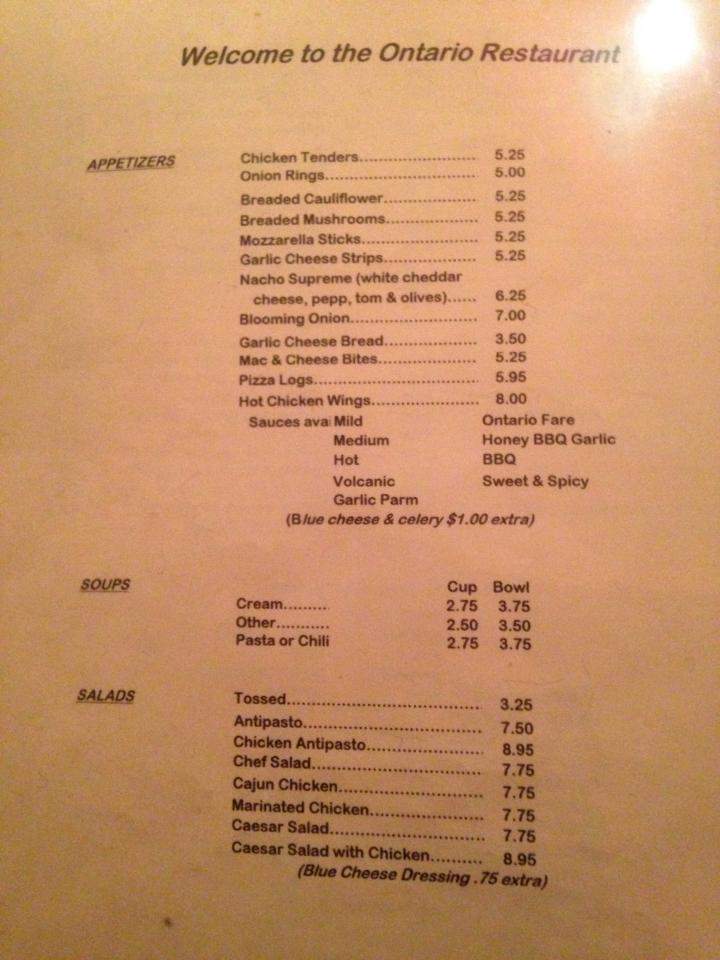 Welcome to the Ontario Restaurant
APPETIZERS
Chicken Tenders.......................... 5.25
Onion Rings................................. 5.00
Breaded Cauliflower.................... 5.25
Breaded Mushrooms.................... 5.25
Mozzarella Sticks......................... 5.25
Garlic Cheese Strips.................... 5.25
Nacho Supreme (white cheddar
cheese, pepp, tom & olives)...... 6.25
Blooming Onion........................... 7.00
Garlic Cheese Bread.................... 3.50
Mac & Cheese Bites..................... 5.25
Pizza Logs................................... 5.95
Hot Chicken Wings....................... 8.00
Sauces avai Mild Ontario Fare
Medium Honey BBQ Garlic
Hot BBQ
Volcanic Sweet & Spicy
Garlic Parm
(Blue cheese & celery $1.00 extra)
SOUPS
Cup Bowl
Cream.......... 2.75 3.75
Other........... 2.50 3.50
Pasta or Chili 2.75 3.75
SALADS
Tossed.......................................... 3.25
Antipasto...................................... 7.50
Chicken Antipasto......................... 8.95
Chef Salad.................................... 7.75
Cajun Chicken............................... 7.75
Marinated Chicken........................ 7.75
Caesar Salad................................. 7.75
Caesar Salad with Chicken.......... 8.95
(Blue Cheese Dressing .75 extra)